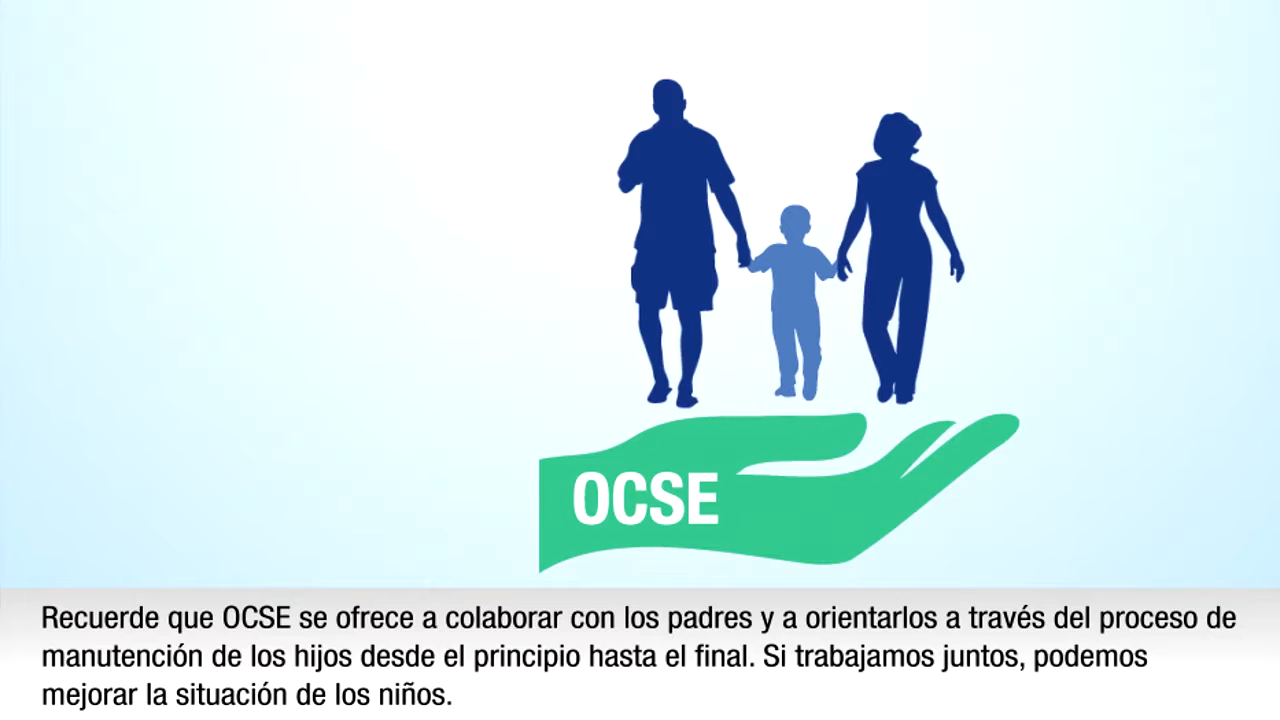 OCSE
Recuerde que OCSE se ofrece a colaborar con los padres y a orientarlos a través del proceso de
manutención de los hijos desde el principio hasta el final. Si trabajamos juntos, podemos
mejorar la situación de los niños.